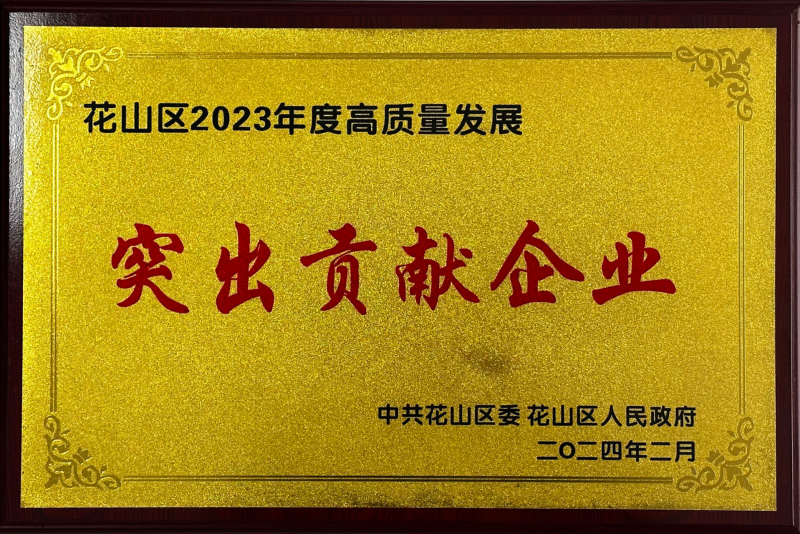 花山区2023年度高质量发展
突出贡献企业
中共花山区委 花山区人民政府
二〇二四年二月